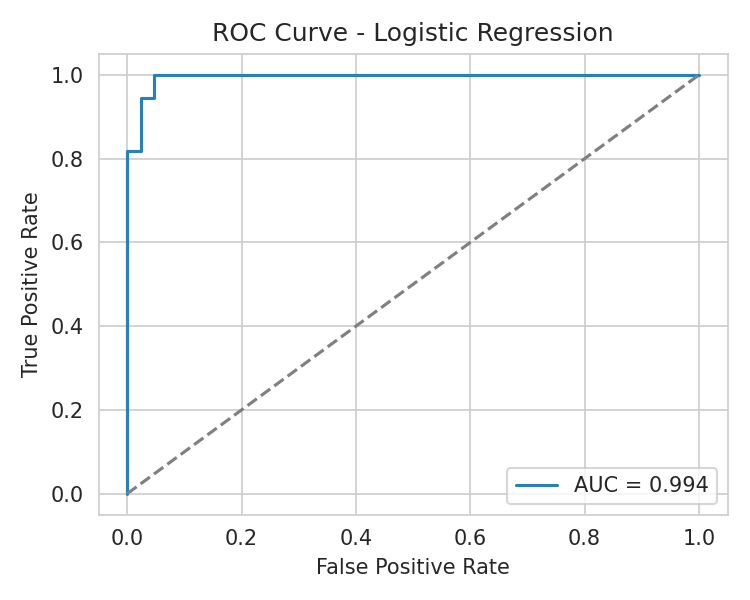 ROC Curve - Logistic Regression
1.0
0.8
0.6
0.4
0.2
0.0
True Positive Rate
AUC = 0.994
0.0 0.2 0.4 0.6 0.8 1.0
False Positive Rate